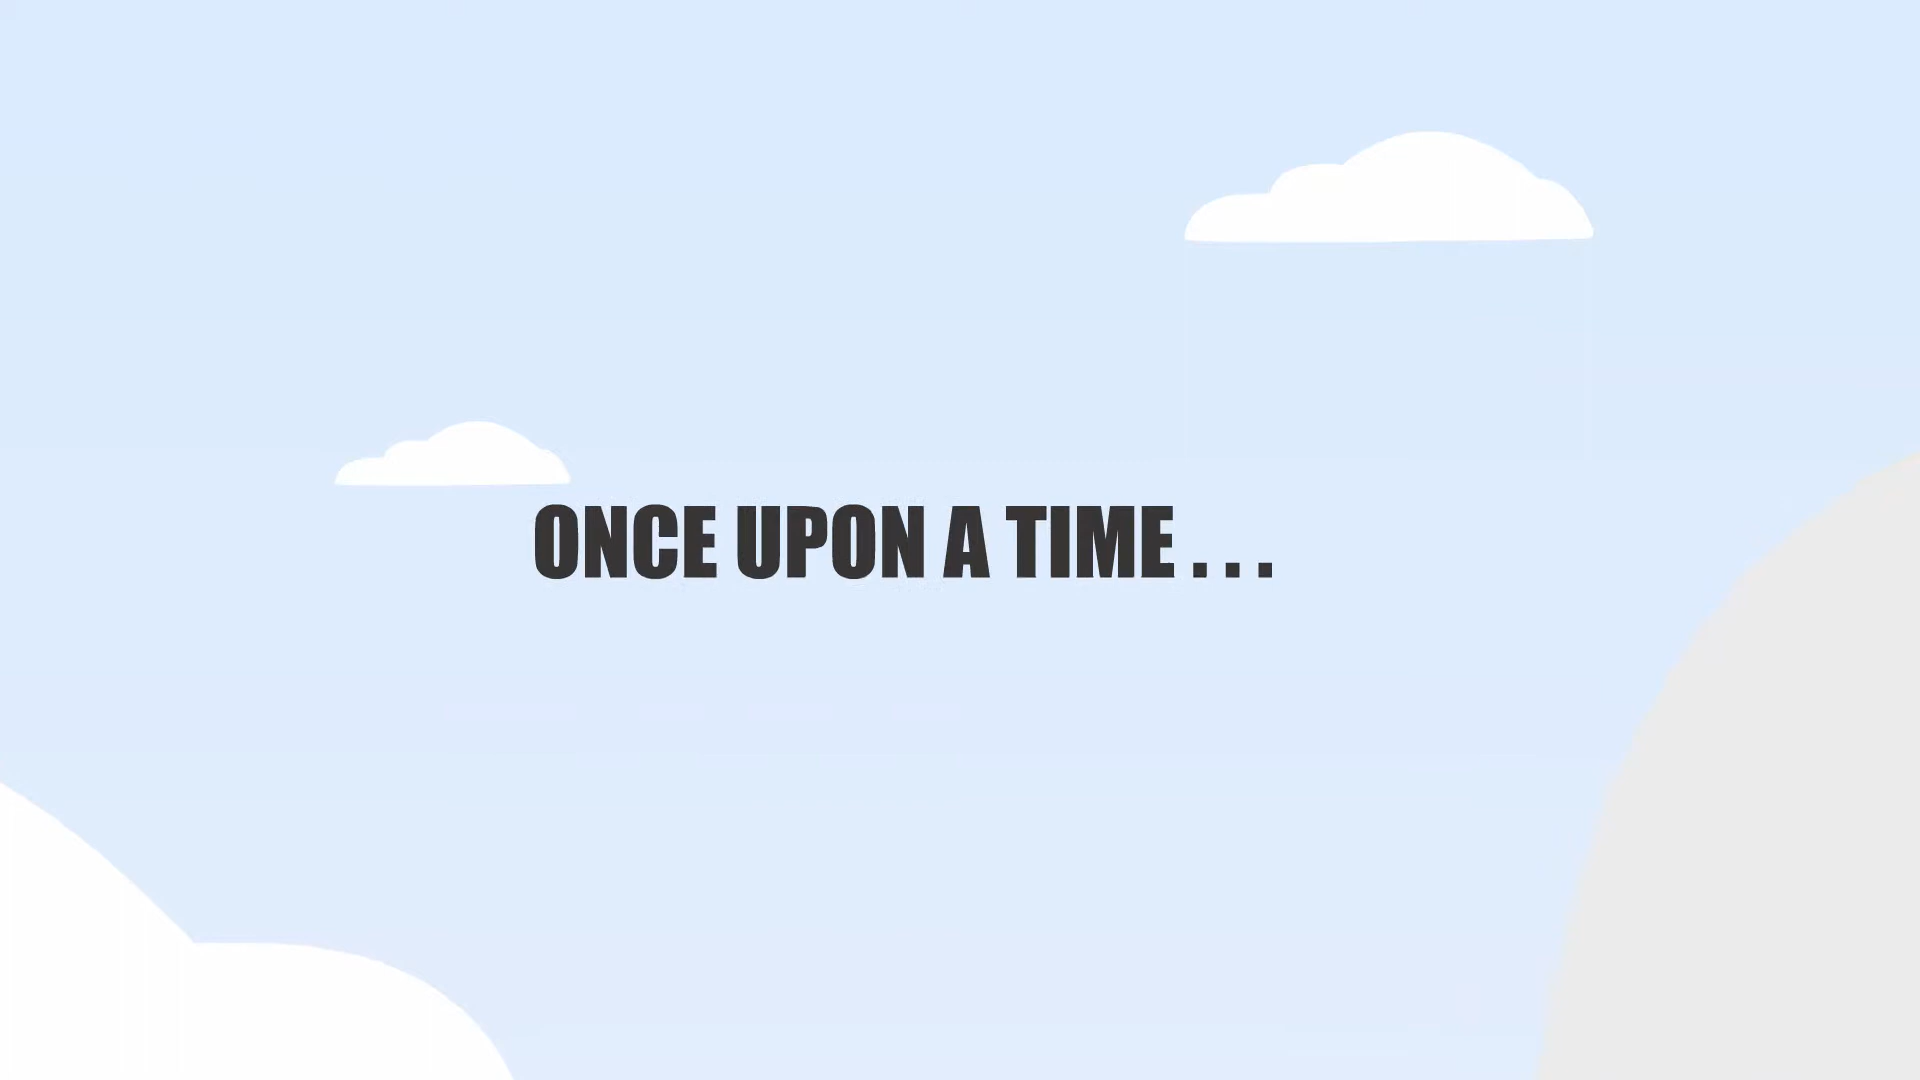 ONCE UPON A TIME . . .